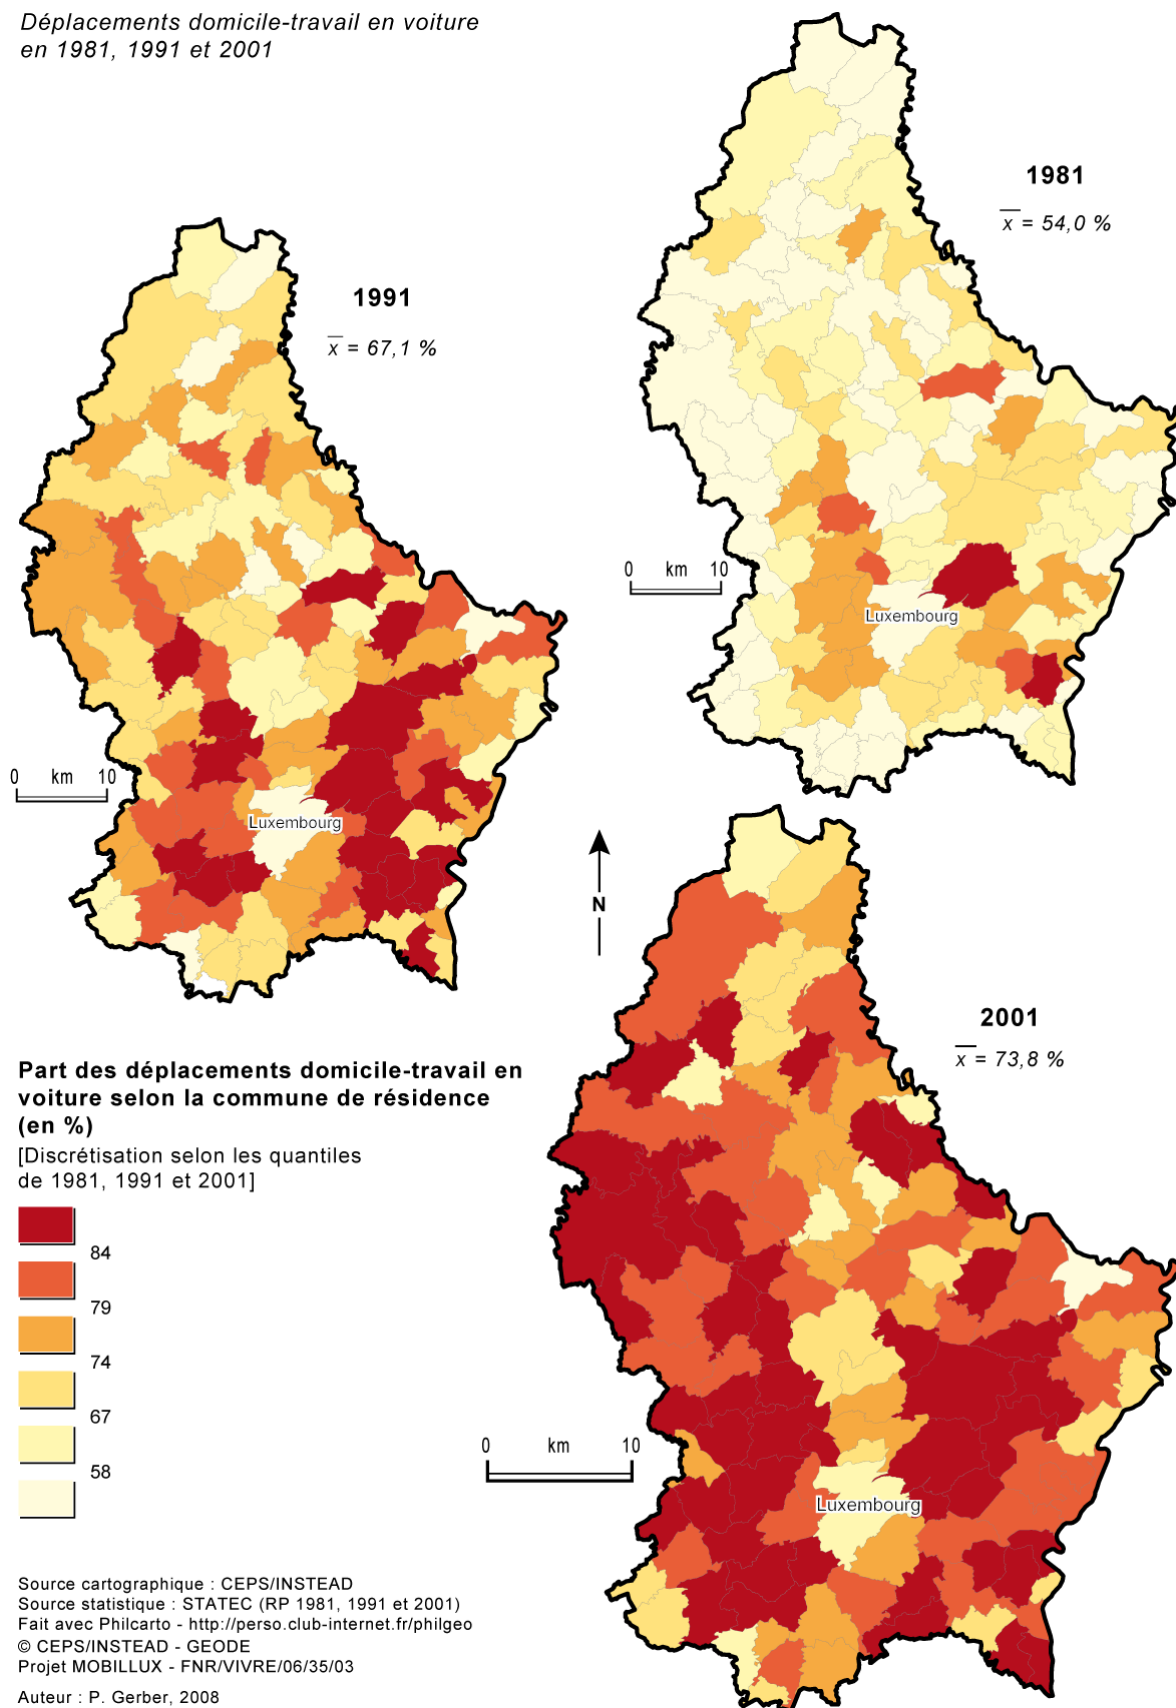 Déplacements domicile-travail en voiture
en 1981, 1991 et 2001
1981
x = 54,0 %
1991
x = 67,1 %
0 km 10
Luxembourg
0 km 10
Luxembourg
N
2001
x = 73,8 %
Part des déplacements domicile-travail en
voiture selon la commune de résidence
(en %)
[Discrétisation selon les quantiles
de 1981, 1991 et 2001]
84
79
74
67
58
0 km 10
Luxembourg
Source cartographique : CEPS/INSTEAD
Source statistique : STATEC (RP 1981, 1991 et 2001)
Fait avec Philcarto - http://perso.club-internet.fr/philgeo
© CEPS/INSTEAD - GEODE
Projet MOBILLUX - FNR/VIVRE/06/35/03
Auteur : P. Gerber, 2008